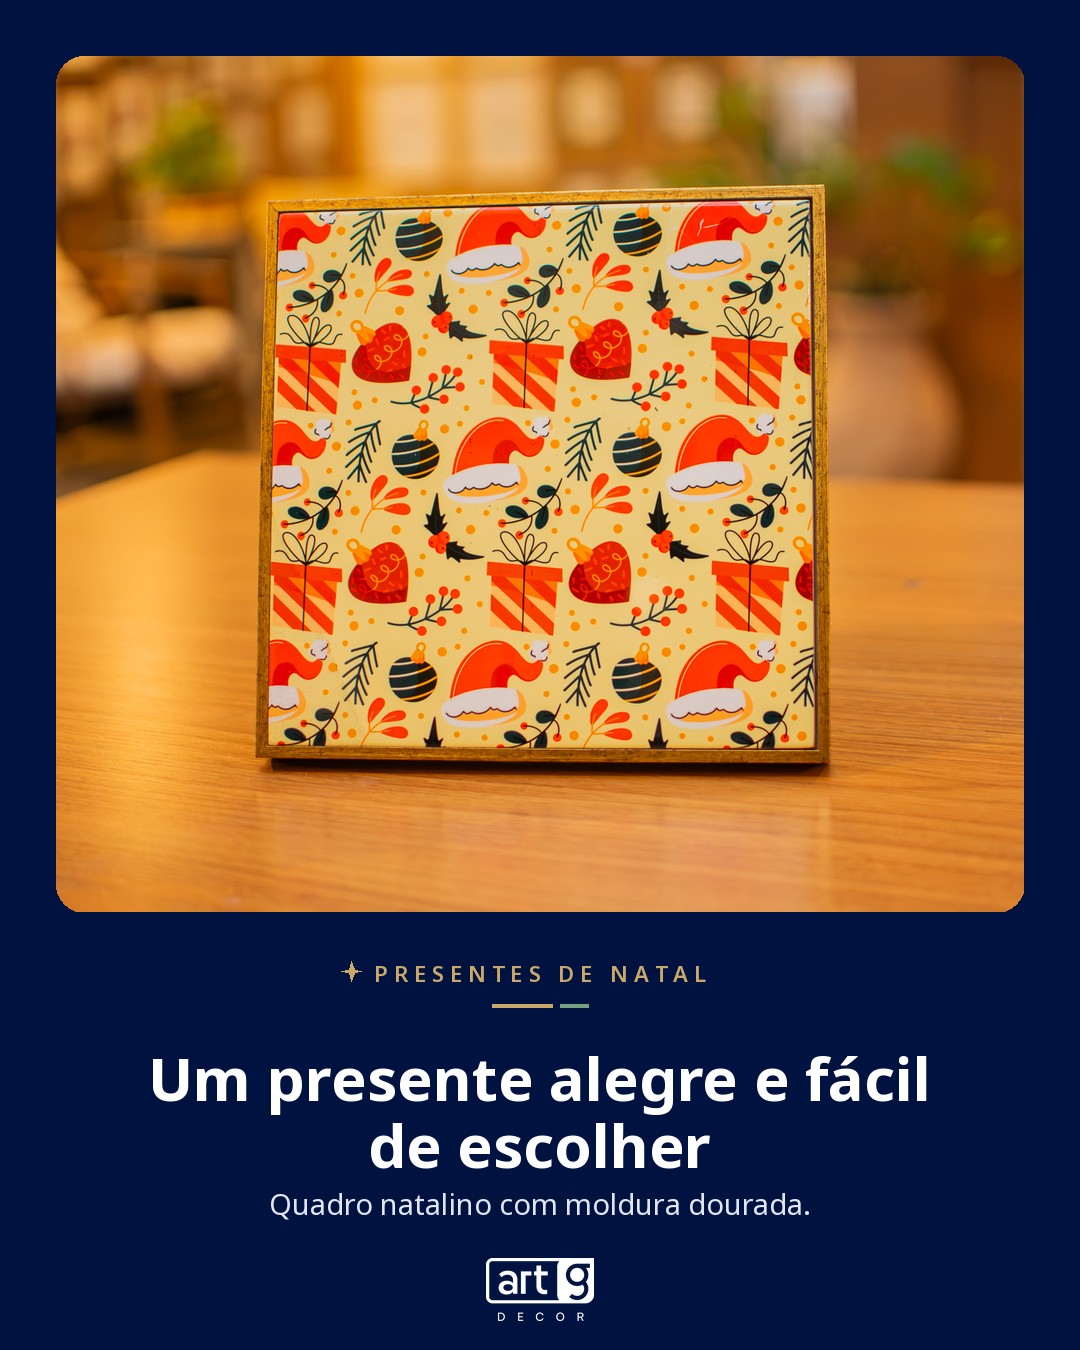 PRESENTES DE NATAL
Um presente alegre e fácil
de escolher
Quadro natalino com moldura dourada.
art g
DECOR